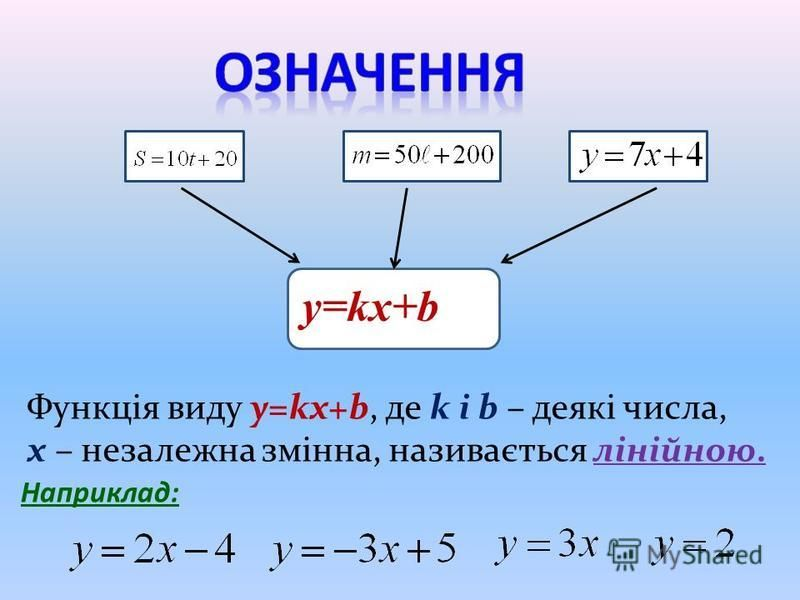 ОЗНАЧЕННЯ
S=10t+20 m=50ℓ+200 y=7x+4
y=kx+b
Функція виду y=kx+b, де k і b – деякі числа,
x – незалежна змінна, називається лінійною.
Наприклад:
y=2x-4 y=-3x+5 y=3x y=2
MyShared